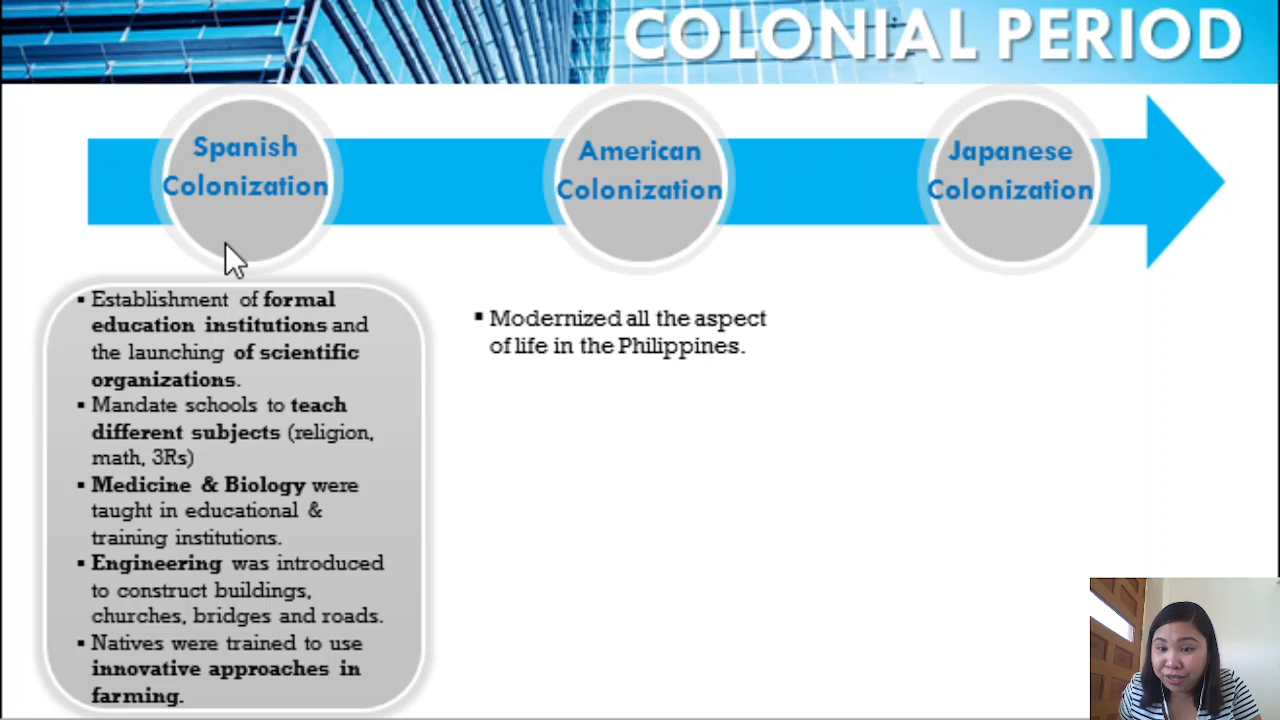 COLONIAL PERIOD
Spanish
Colonization
American
Colonization
Japanese
Colonization
▪ Establishment of formal
education institutions and
the launching of scientific
organizations.
▪ Mandate schools to teach
different subjects (religion,
math, 3Rs)
▪ Medicine & Biology were
taught in educational &
training institutions.
▪ Engineering was introduced
to construct buildings,
churches, bridges and roads.
▪ Natives were trained to use
innovative approaches in
farming.
▪ Modernized all the aspect
of life in the Philippines.